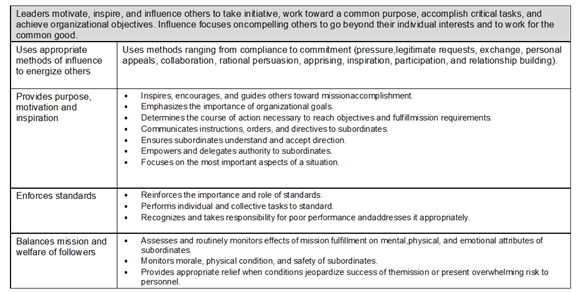 Leaders motivate, inspire, and influence others to take initiative, work toward a common purpose, accomplish critical tasks, and
achieve organizational objectives. Influence focuses oncompelling others to go beyond their individual interests and to work for the
common good.
Uses appropriate
methods of influence
to energize others
Uses methods ranging from compliance to commitment (pressure,legitimate requests, exchange, personal
appeals, collaboration, rational persuasion, apprising, inspiration, participation, and relationship building).
Provides purpose,
motivation and
inspiration
• Inspires, encourages, and guides others toward missionaccomplishment.
• Emphasizes the importance of organizational goals.
• Determines the course of action necessary to reach objectives and fulfillmission requirements.
• Communicates instructions, orders, and directives to subordinates.
• Ensures subordinates understand and accept direction.
• Empowers and delegates authority to subordinates.
• Focuses on the most important aspects of a situation.
Enforces standards
• Reinforces the importance and role of standards.
• Performs individual and collective tasks to standard.
• Recognizes and takes responsibility for poor performance andaddresses it appropriately.
Balances mission and
welfare of followers
• Assesses and routinely monitors effects of mission fulfillment on mental,physical, and emotional attributes of
subordinates.
• Monitors morale, physical condition, and safety of subordinates.
• Provides appropriate relief when conditions jeopardize success of themission or present overwhelming risk to
personnel.